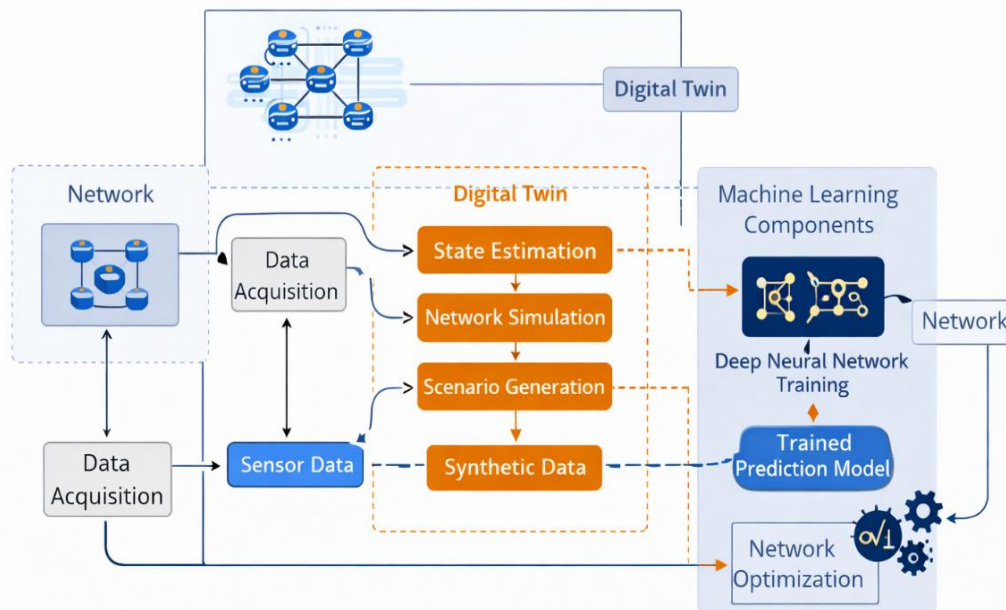 Digital Twin
Network
Digital Twin
Machine Learning
Components
State Estimation
Data
Acquisition
Network Simulation
Network
Scenario Generation
Deep Neural Network
Training
Data
Acquisition
Sensor Data
Synthetic Data
Trained
Prediction Model
Network
Optimization